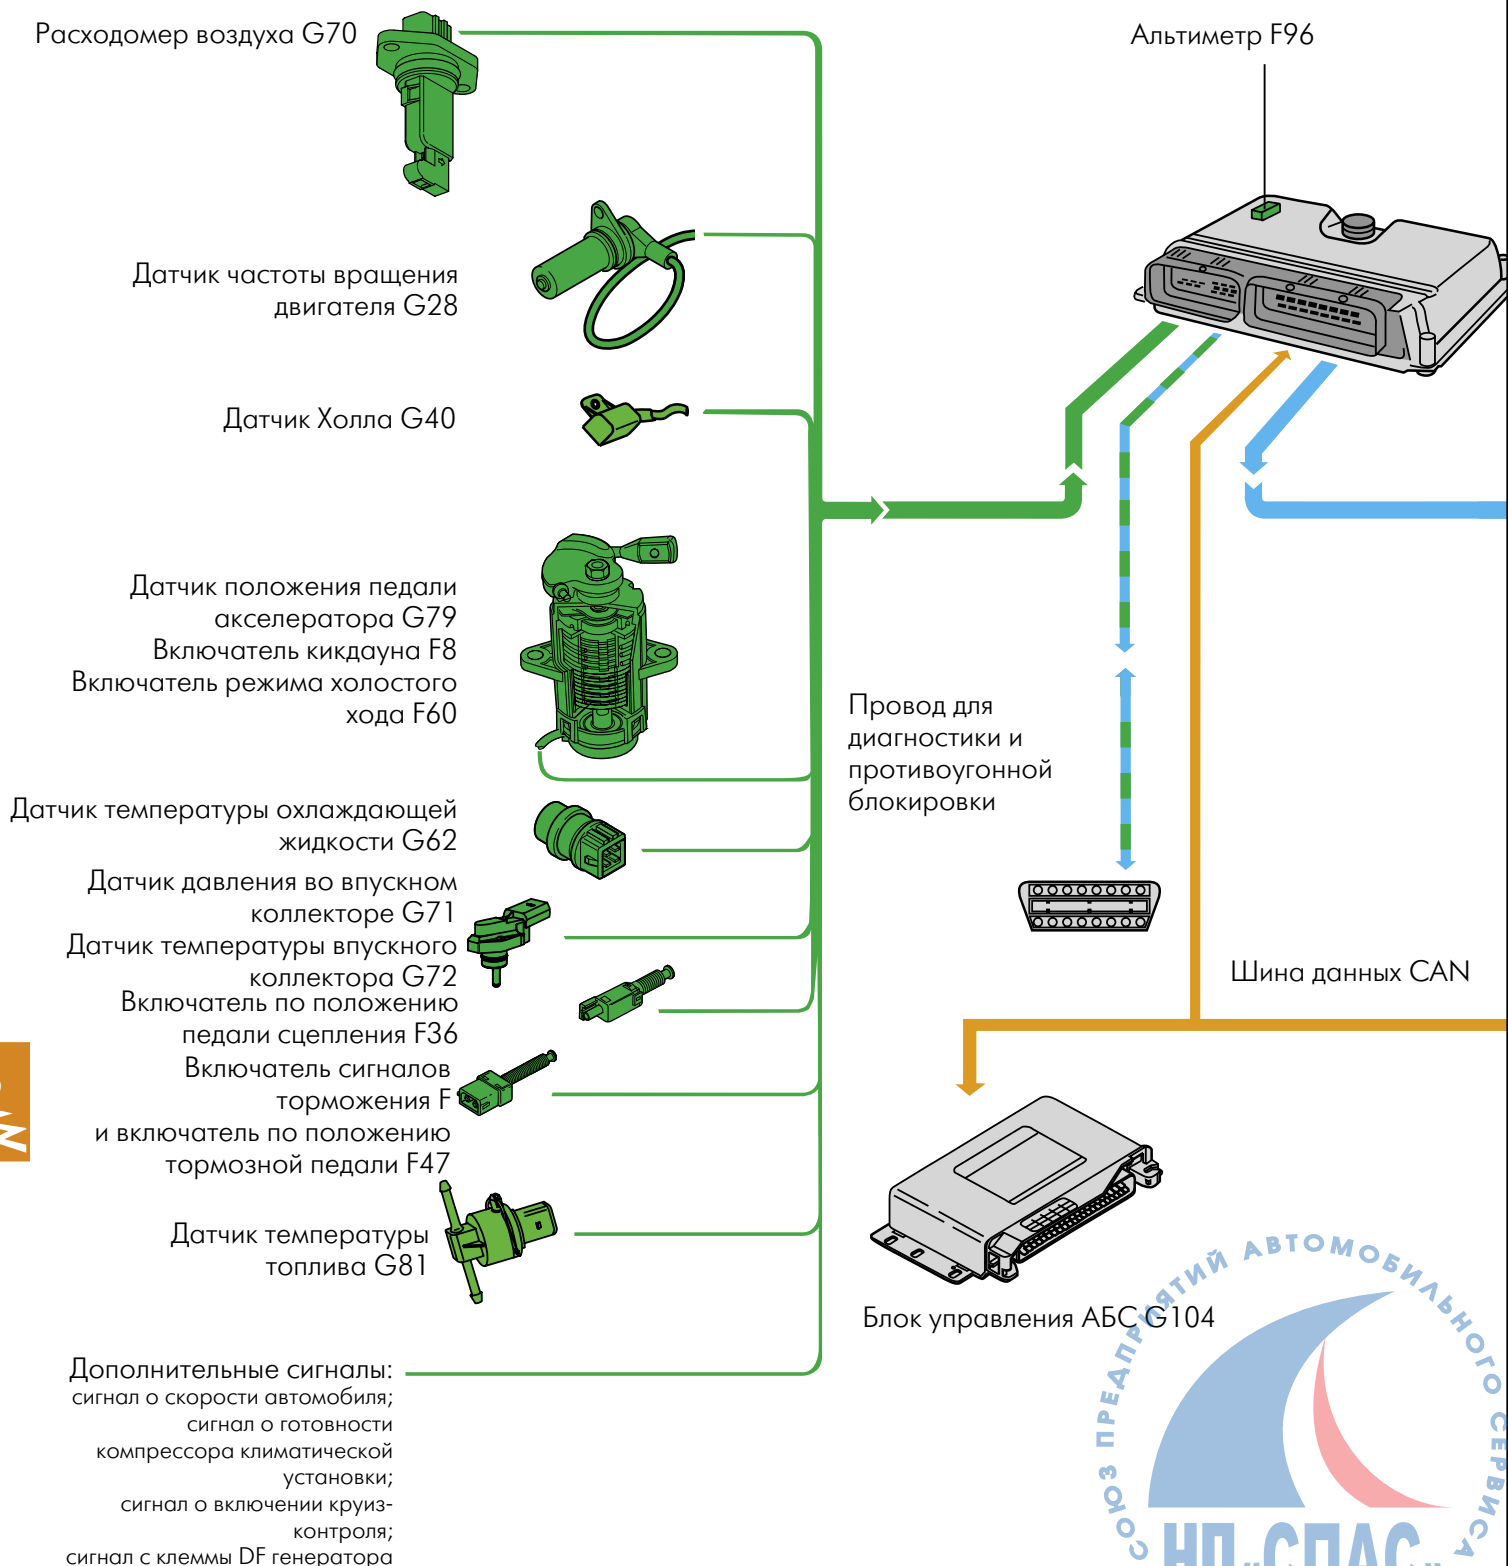 Расходомер воздуха G70
Альтиметр F96
Датчик частоты вращения
двигателя G28
Датчик Холла G40
Датчик положения педали
акселератора G79
Включатель кикдауна F8
Включатель режима холостого
хода F60
Провод для
диагностики и
противоугонной
блокировки
Датчик температуры охлаждающей
жидкости G62
Датчик давления во впускном
коллекторе G71
Датчик температуры впускного
коллектора G72
Шина данных CAN
Включатель по положению
педали сцепления F36
Включатель сигналов
торможения F
и включатель по положению
тормозной педали F47
Датчик температуры
топлива G81
Блок управления АБС G104
Дополнительные сигналы:
сигнал о скорости автомобиля;
сигнал о готовности
компрессора климатической
установки;
сигнал о включении круиз-
контроля;
сигнал с клеммы DF генератора
СОЮЗ ПРЕДПРИЯТИЙ АВТОМОБИЛЬНОГО СЕРВИСА
НП«СПАС»